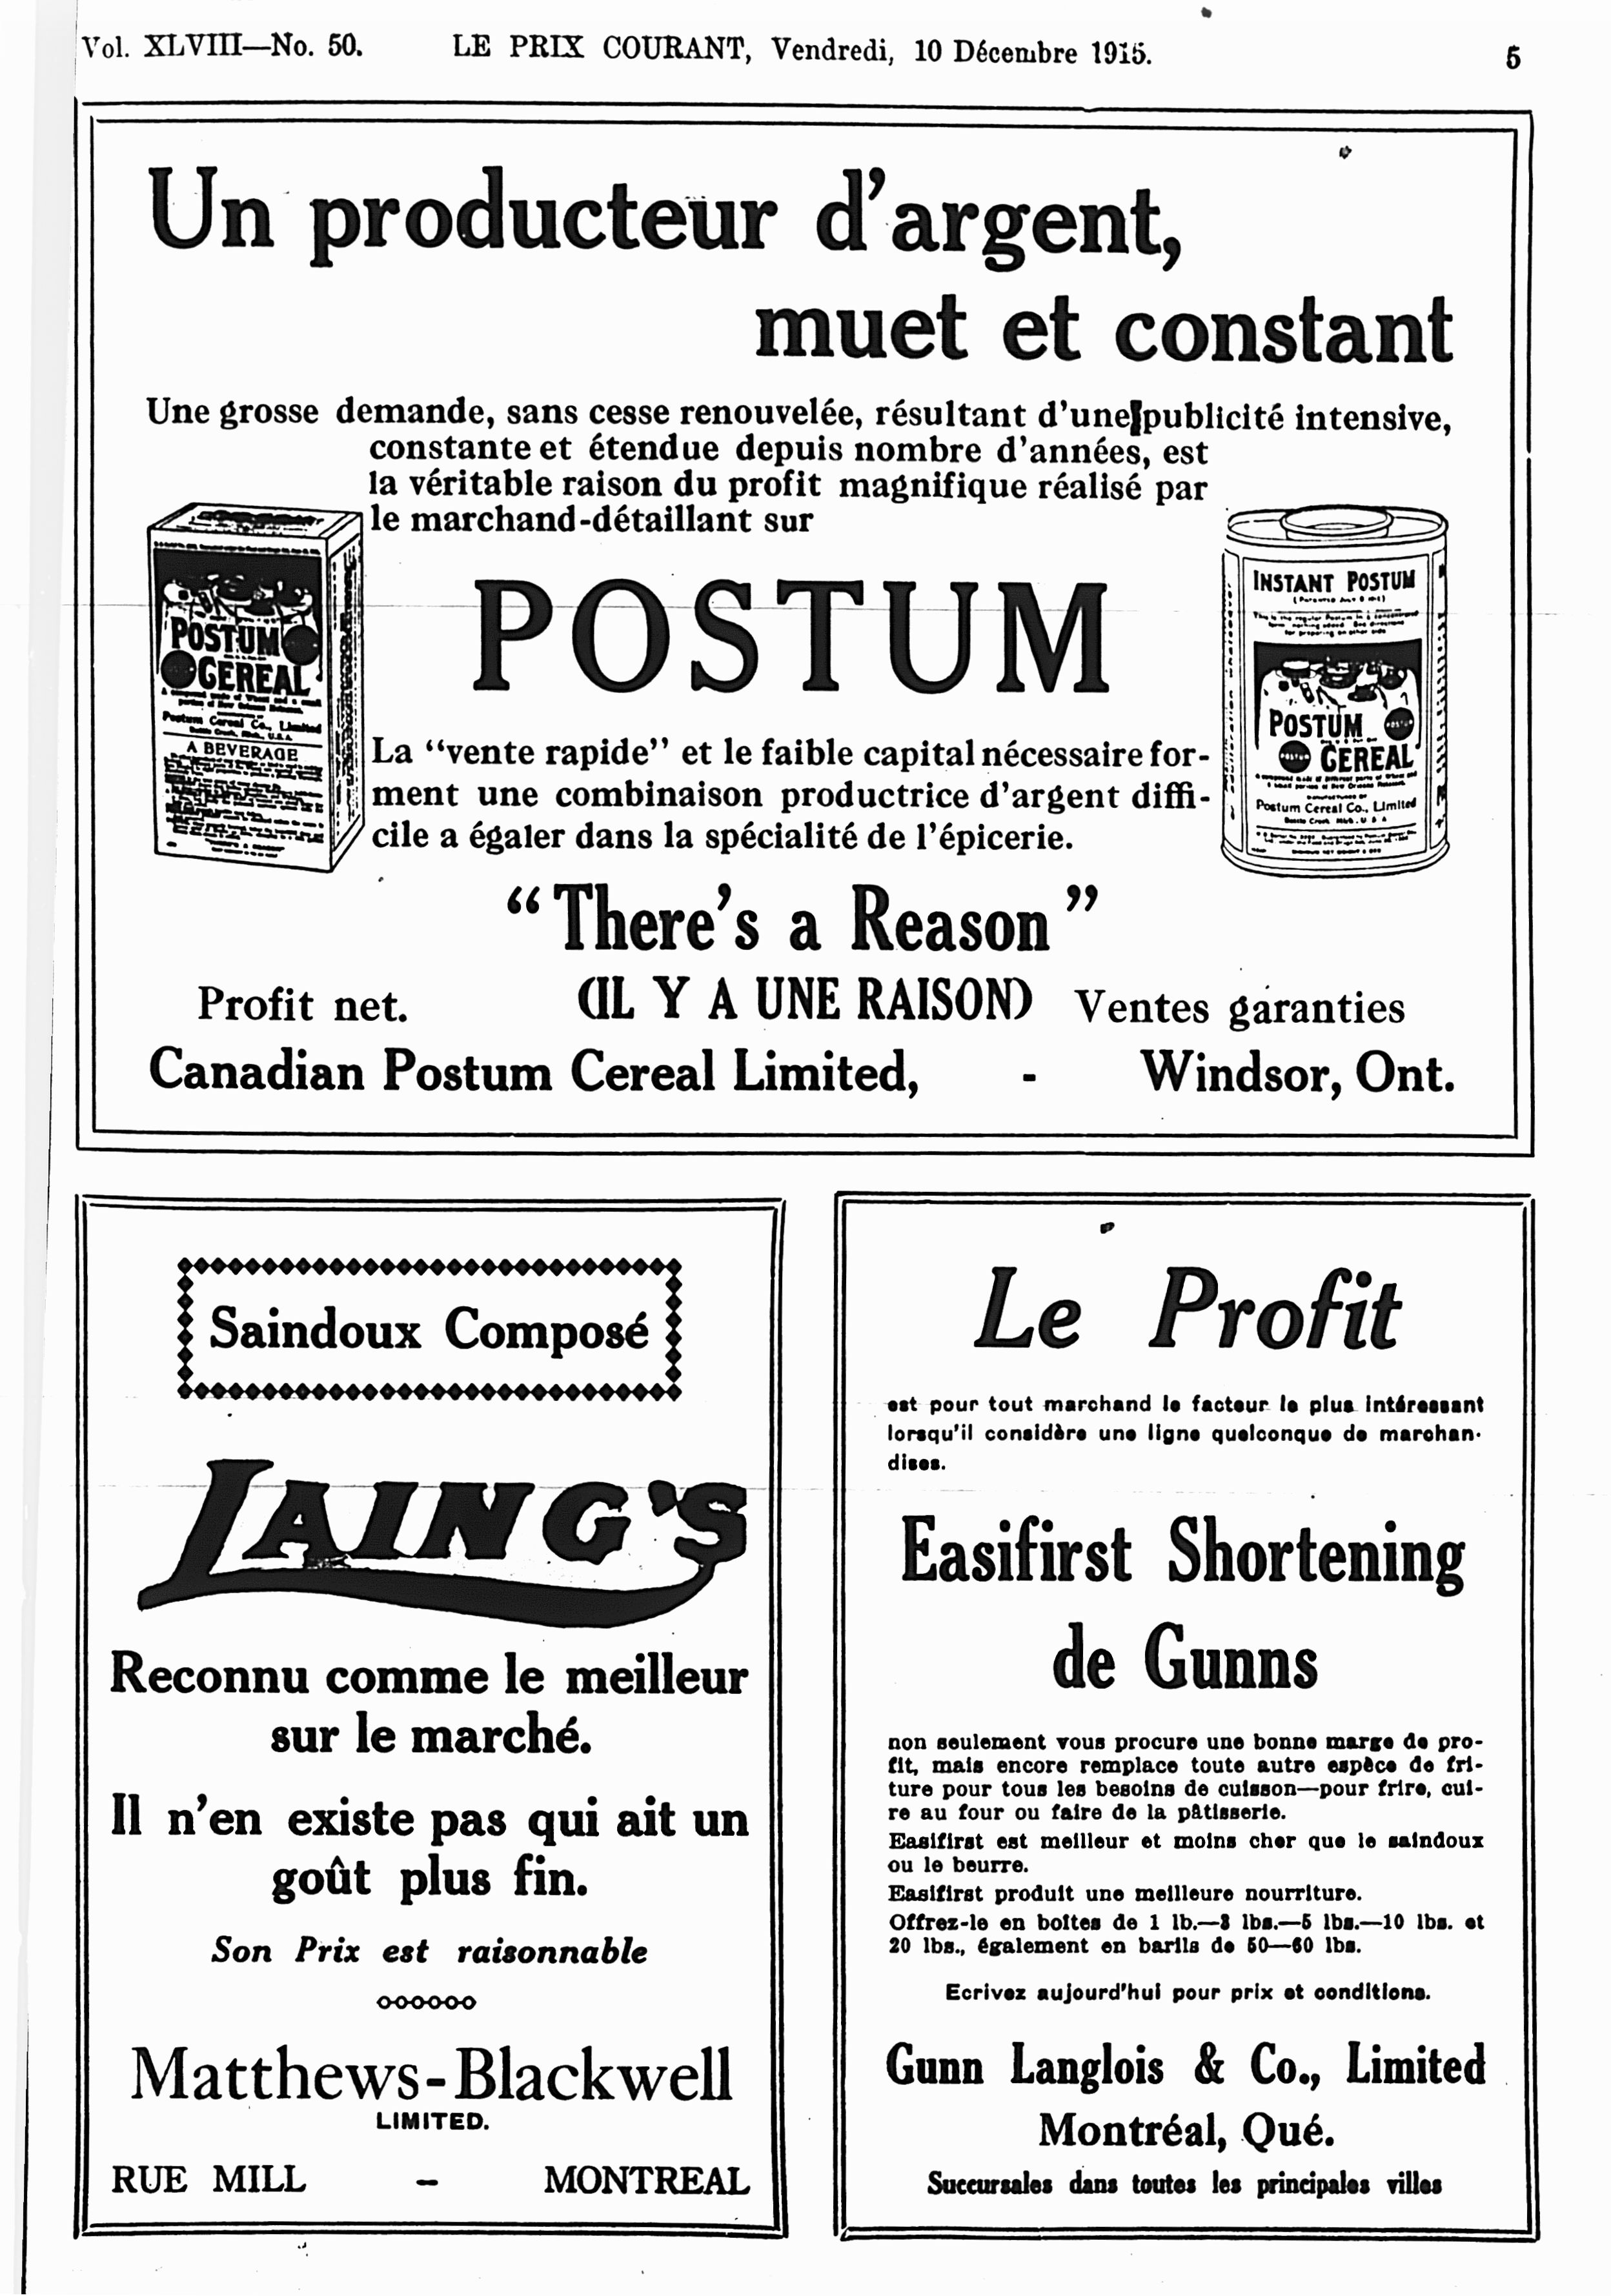 Vol. XLVIII—No. 50. LE PRIX COURANT, Vendredi, 10 Décembre 1915. 5
Un producteur d'argent,
muet et constant
Une grosse demande, sans cesse renouvelée, résultant d'une publicité intensive,
constante et étendue depuis nombre d'années, est
la véritable raison du profit magnifique réalisé par
le marchand-détaillant sur
POSTUM
POSTUM
CEREAL
Postum Cereal Co., Limited
A BEVERAGE
INSTANT POSTUM
POSTUM
CEREAL
Postum Cereal Co., Limited
La "vente rapide" et le faible capital nécessaire for-
ment une combinaison productrice d'argent diffi-
cile a égaler dans la spécialité de l'épicerie.
"There's a Reason"
Profit net. (IL Y A UNE RAISON) Ventes garanties
Canadian Postum Cereal Limited, - Windsor, Ont.
Saindoux Composé
LAING'S
Reconnu comme le meilleur
sur le marché.
Il n'en existe pas qui ait un
goût plus fin.
Son Prix est raisonnable
Matthews-Blackwell
LIMITED.
RUE MILL – MONTREAL
Le Profit
est pour tout marchand le facteur le plus intéressant
lorsqu'il considère une ligne quelconque de marchan-
dises.
Easifirst Shortening
de Gunns
non seulement vous procure une bonne marge de pro-
fit, mais encore remplace toute autre espèce de fri-
ture pour tous les besoins de cuisson—pour frire, cui-
re au four ou faire de la pâtisserie.
Easifirst est meilleur et moins cher que le saindoux
ou le beurre.
Easifirst produit une meilleure nourriture.
Offrez-le en boites de 1 lb.—3 lbs.—5 lbs.—10 lbs. et
20 lbs., également en barils de 50—60 lbs.
Ecrivez aujourd'hui pour prix et conditions.
Gunn Langlois & Co., Limited
Montréal, Qué.
Succursales dans toutes les principales villes